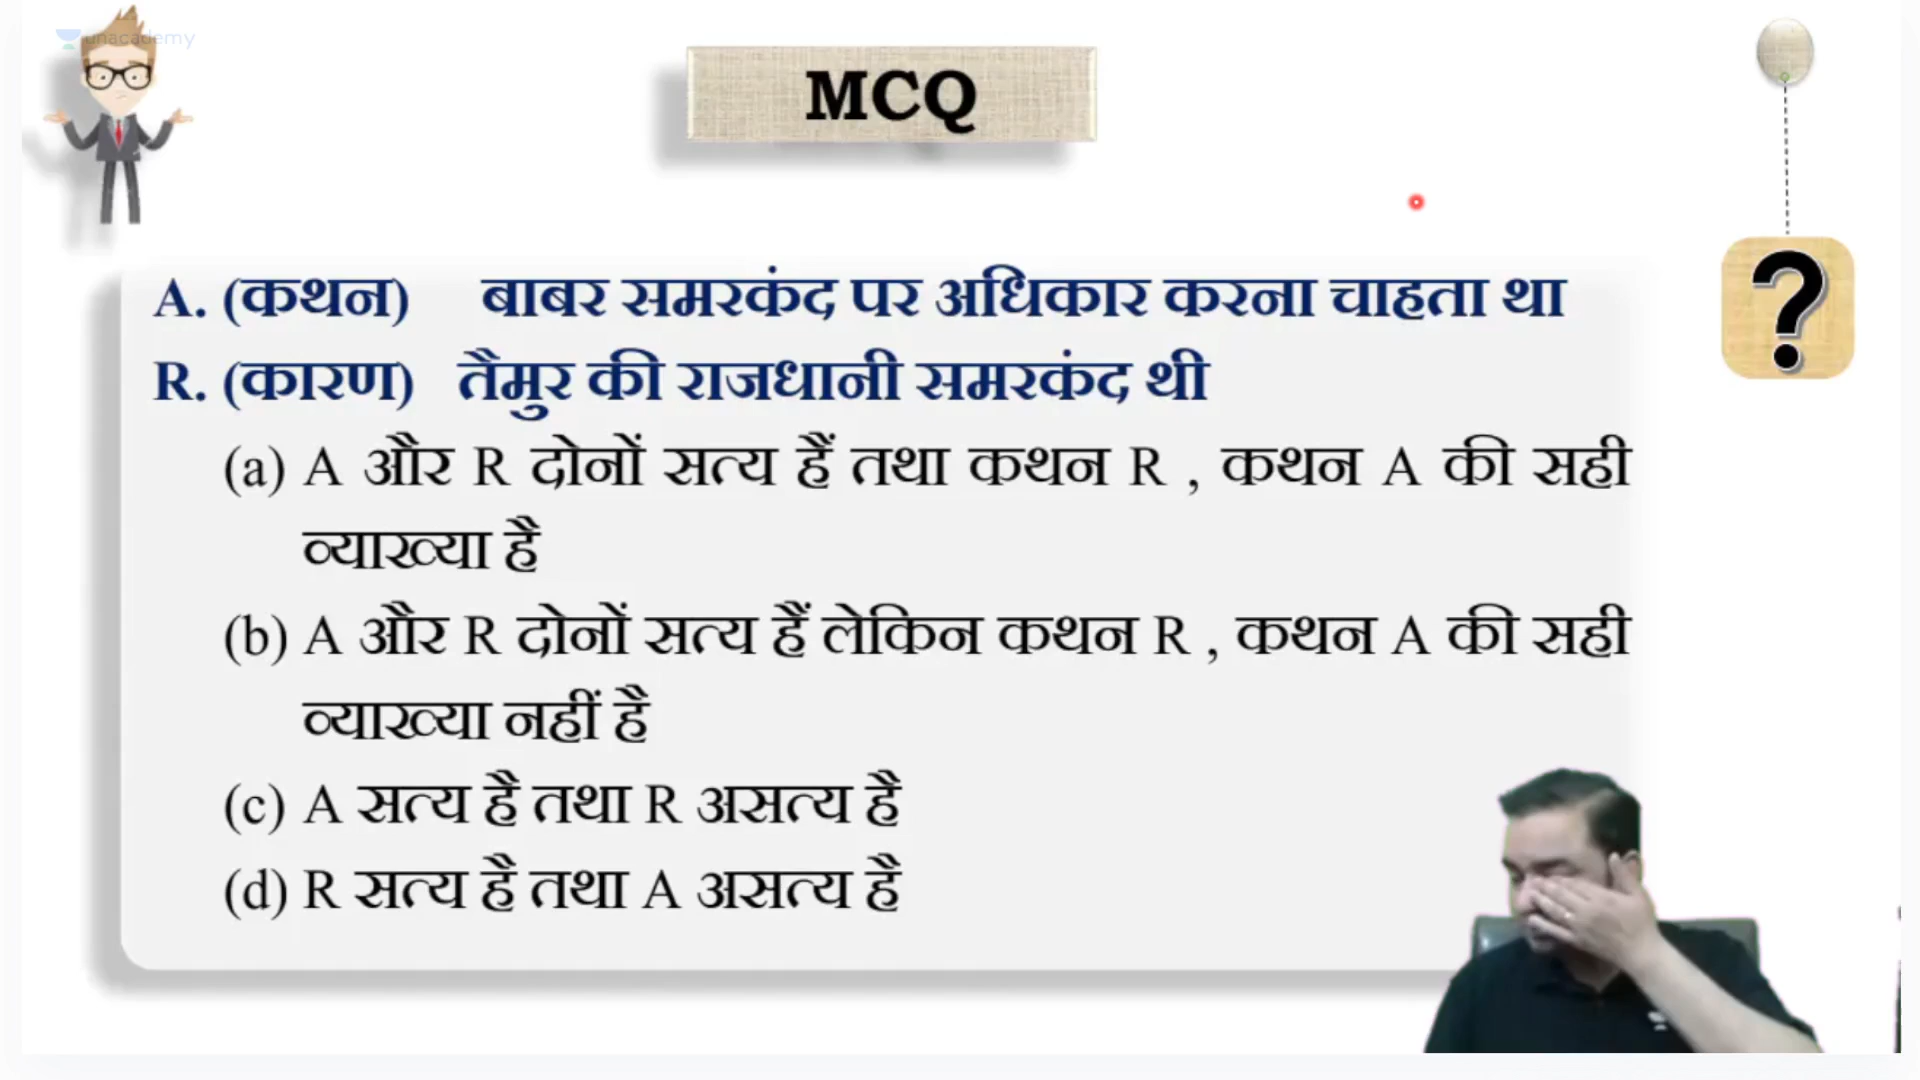 unacademy
MCQ
A. (कथन) बाबर समरकंद पर अधिकार करना चाहता था
R. (कारण) तैमुर की राजधानी समरकंद थी
(a) A और R दोनों सत्य हैं तथा कथन R , कथन A की सही
व्याख्या है
(b) A और R दोनों सत्य हैं लेकिन कथन R , कथन A की सही
व्याख्या नहीं है
(c) A सत्य है तथा R असत्य है
(d) R सत्य है तथा A असत्य है
?